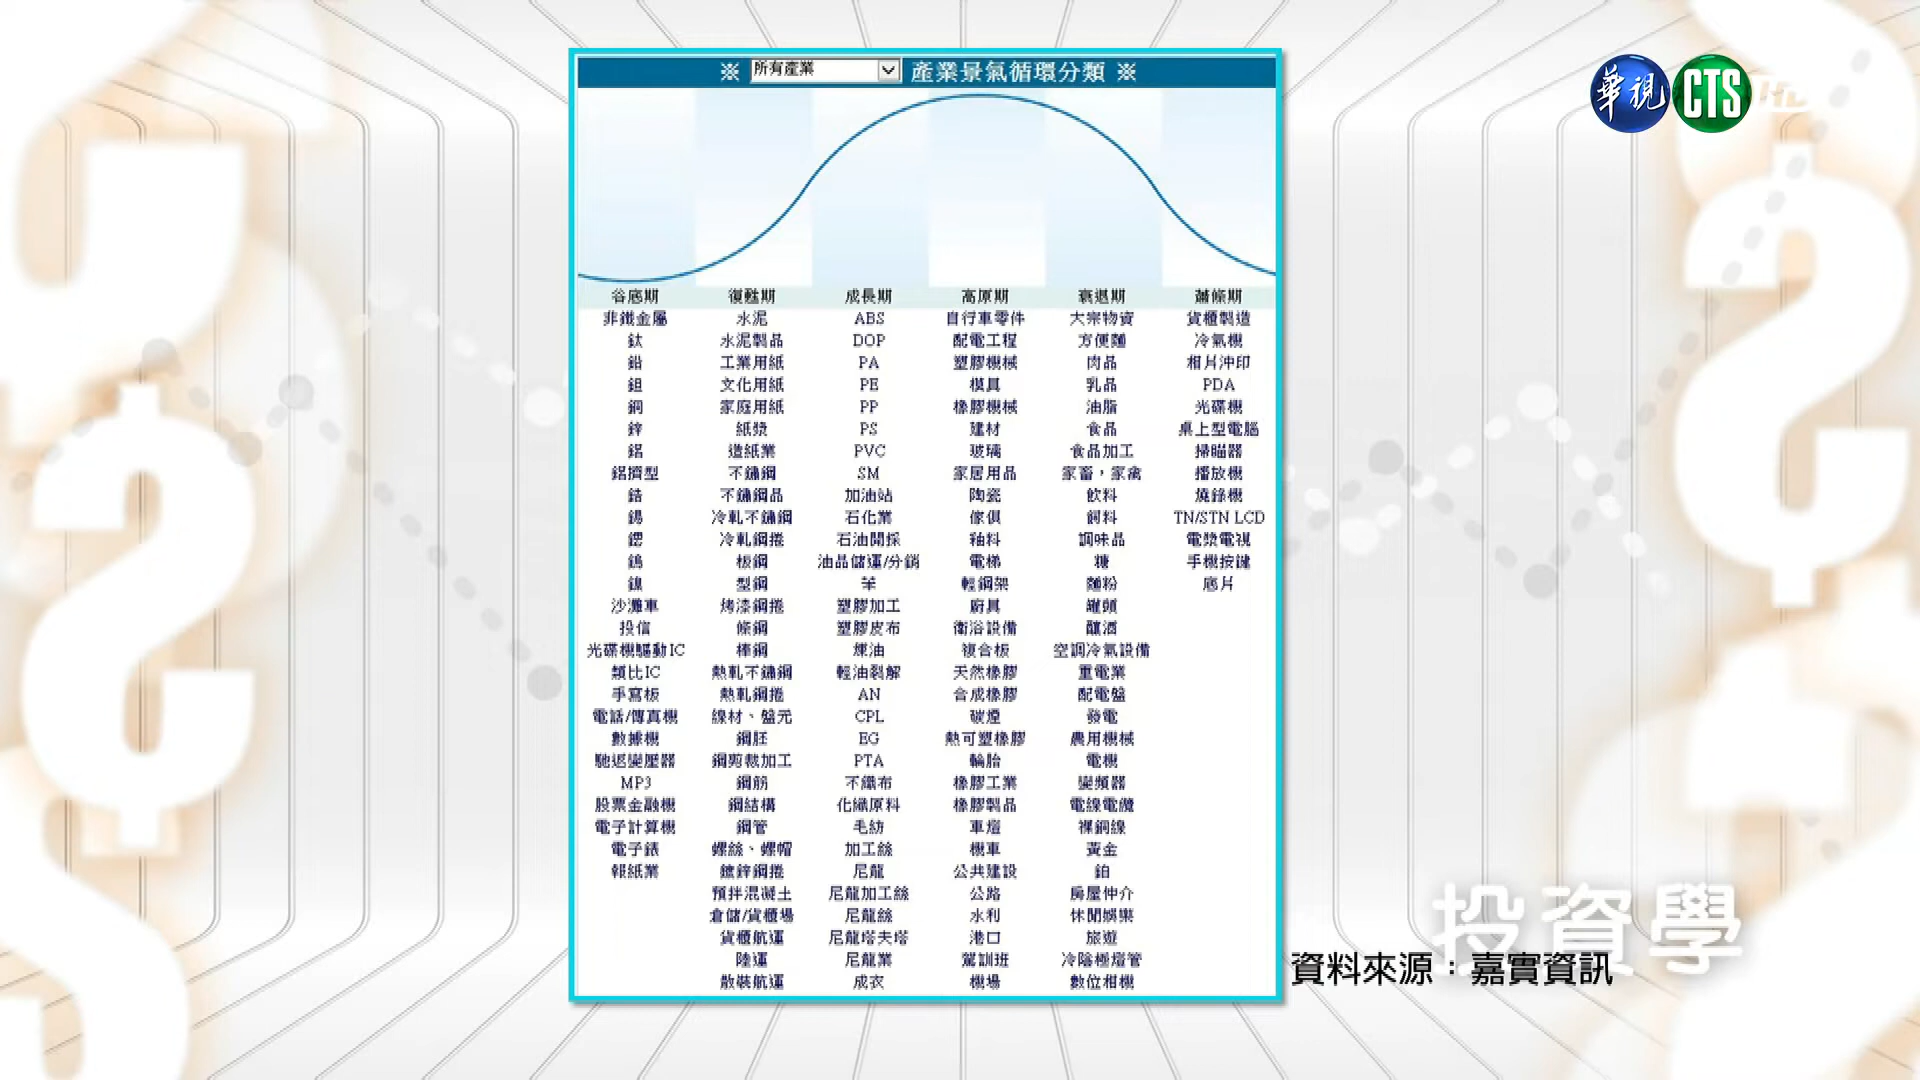 ※ 所有產業 產業景氣循環分類 ※
華視 CTS HD
谷底期 復甦期 成長期 高原期 衰退期 蕭條期
非鐵金屬 水泥 ABS 自行車零件 大宗物資 貨櫃製造
鈦 水泥製品 DOP 配電工程 方便麵 冷氣機
鉛 工業用紙 PA 塑膠機械 肉品 相片沖印
鉭 文化用紙 PE 模具 乳品 PDA
銅 家庭用紙 PP 橡膠機械 油脂 光碟機
鋅 紙漿 PS 建材 食品 桌上型電腦
鋁 造紙業 PVC 玻璃 食品加工 掃瞄器
鋁擠型 不鏽鋼 SM 家居用品 家畜，家禽 播放機
鋯 不鏽鋼品 加油站 陶瓷 飲料 燒錄機
錫 冷軋不鏽鋼 石化業 傢俱 飼料 TN/STN LCD
鍶 冷軋鋼捲 石油開採 釉料 調味品 電漿電視
鎢 板鋼 油品儲運/分銷 電梯 糖 手機按鍵
鎳 型鋼 苯 輕鋼架 麵粉 底片
沙灘車 烤漆鋼捲 塑膠加工 廚具 罐頭
投信 條鋼 塑膠皮布 衛浴設備 釀酒
光碟機驅動IC 棒鋼 煉油 複合板 空調冷氣設備
類比IC 熱軋不鏽鋼 輕油裂解 天然橡膠 重電業
手寫板 熱軋鋼捲 AN 合成橡膠 配電盤
電話/傳真機 線材、盤元 CPL 碳煙 發電
數據機 鋼胚 EG 熱可塑橡膠 農用機械
馳返變壓器 鋼剪裁加工 PTA 輪胎 電機
MP3 鋼筋 不織布 橡膠工業 變頻器
股票金融機 鋼結構 化纖原料 橡膠製品 電線電纜
電子計算機 鋼管 毛紡 車燈 裸銅線
電子錶 螺絲、螺帽 加工絲 機車 黃金
報紙業 鍍鋅鋼捲 尼龍 公共建設 鉑
預拌混凝土 尼龍加工絲 公路 房屋仲介
倉儲/貨櫃場 尼龍絲 水利 休閒娛樂
貨櫃航運 尼龍塔夫塔 港口 旅遊
陸運 尼龍業 駕訓班 冷陰極燈管
散裝航運 成衣 機場 數位相機
投資學
資料來源：嘉實資訊